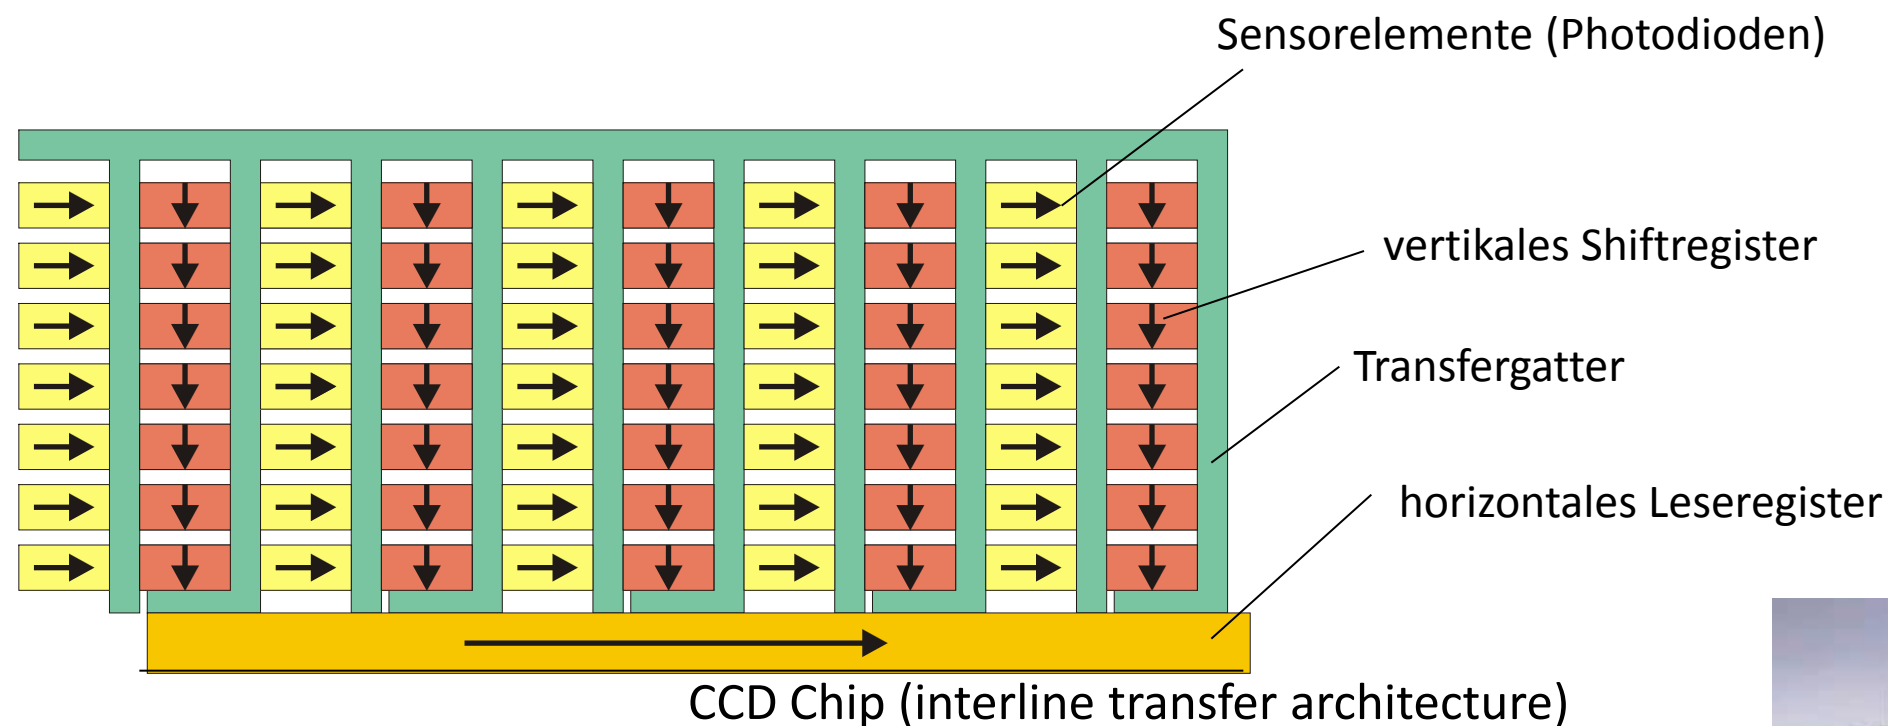 Sensorelemente (Photodioden)
vertikales Shiftregister
Transfergatter
horizontales Leseregister
CCD Chip (interline transfer architecture)